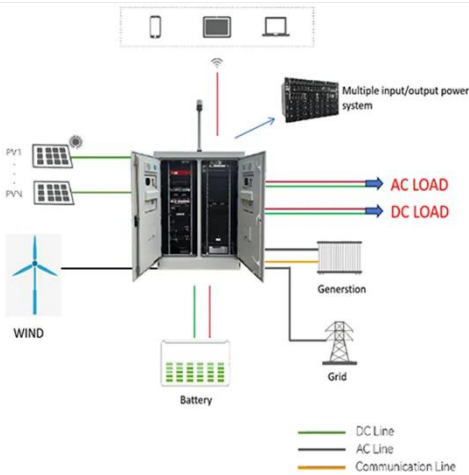 Multiple input/output power
system
PV1
PVN
AC LOAD
DC LOAD
WIND
Generstion
Grid
Battery
DC Line
AC Line
Communication Line